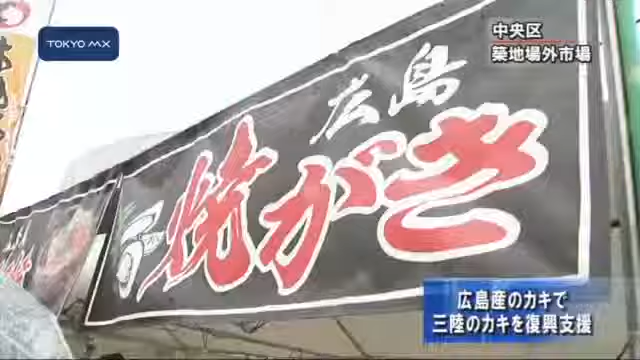 TOKYO MX
中央区
築地場外市場
広島
焼がき
広島産のカキで
三陸のカキを復興支援